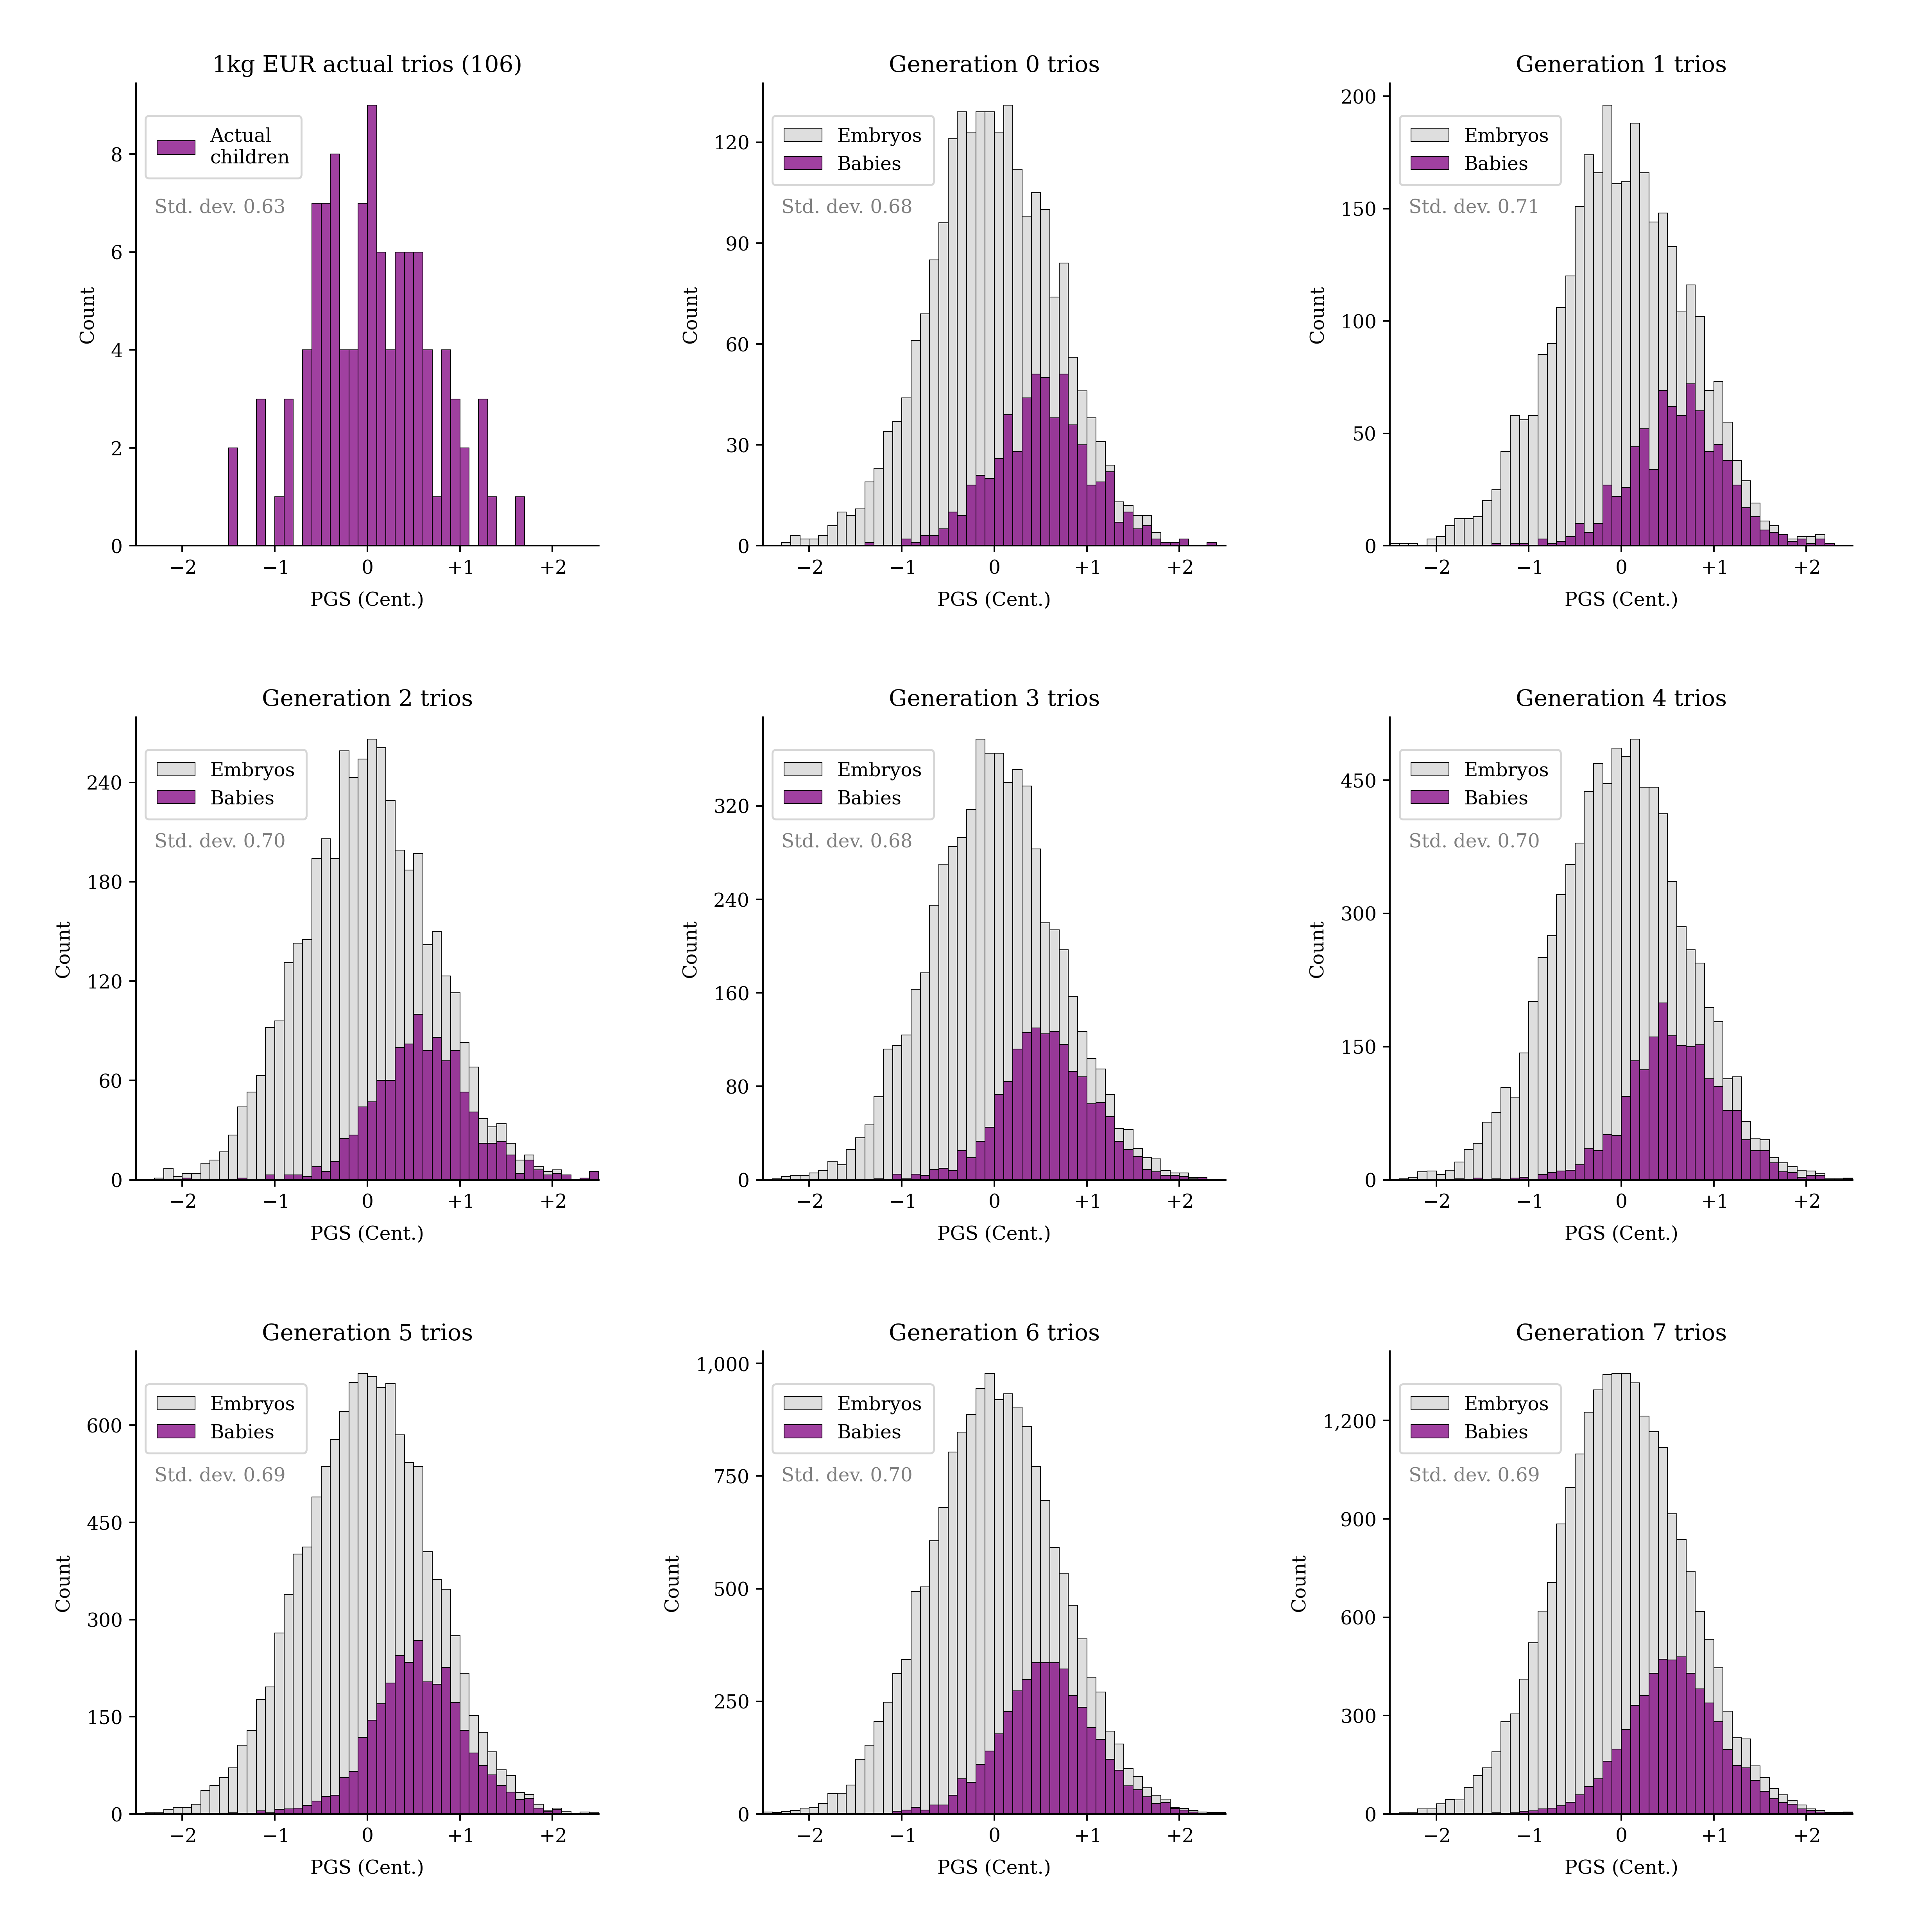 1kg EUR actual trios (106)
Actual
children
Std. dev. 0.63
8
6
4
2
0
Count
−2 −1 0 +1 +2
PGS (Cent.)
Generation 0 trios
Embryos
Babies
Std. dev. 0.68
120
90
60
30
0
Count
−2 −1 0 +1 +2
PGS (Cent.)
Generation 1 trios
Embryos
Babies
Std. dev. 0.71
200
150
100
50
0
Count
−2 −1 0 +1 +2
PGS (Cent.)
Generation 2 trios
Embryos
Babies
Std. dev. 0.70
240
180
120
60
0
Count
−2 −1 0 +1 +2
PGS (Cent.)
Generation 3 trios
Embryos
Babies
Std. dev. 0.68
320
240
160
80
0
Count
−2 −1 0 +1 +2
PGS (Cent.)
Generation 4 trios
Embryos
Babies
Std. dev. 0.70
450
300
150
0
Count
−2 −1 0 +1 +2
PGS (Cent.)
Generation 5 trios
Embryos
Babies
Std. dev. 0.69
600
450
300
150
0
Count
−2 −1 0 +1 +2
PGS (Cent.)
Generation 6 trios
Embryos
Babies
Std. dev. 0.70
1,000
750
500
250
0
Count
−2 −1 0 +1 +2
PGS (Cent.)
Generation 7 trios
Embryos
Babies
Std. dev. 0.69
1,200
900
600
300
0
Count
−2 −1 0 +1 +2
PGS (Cent.)